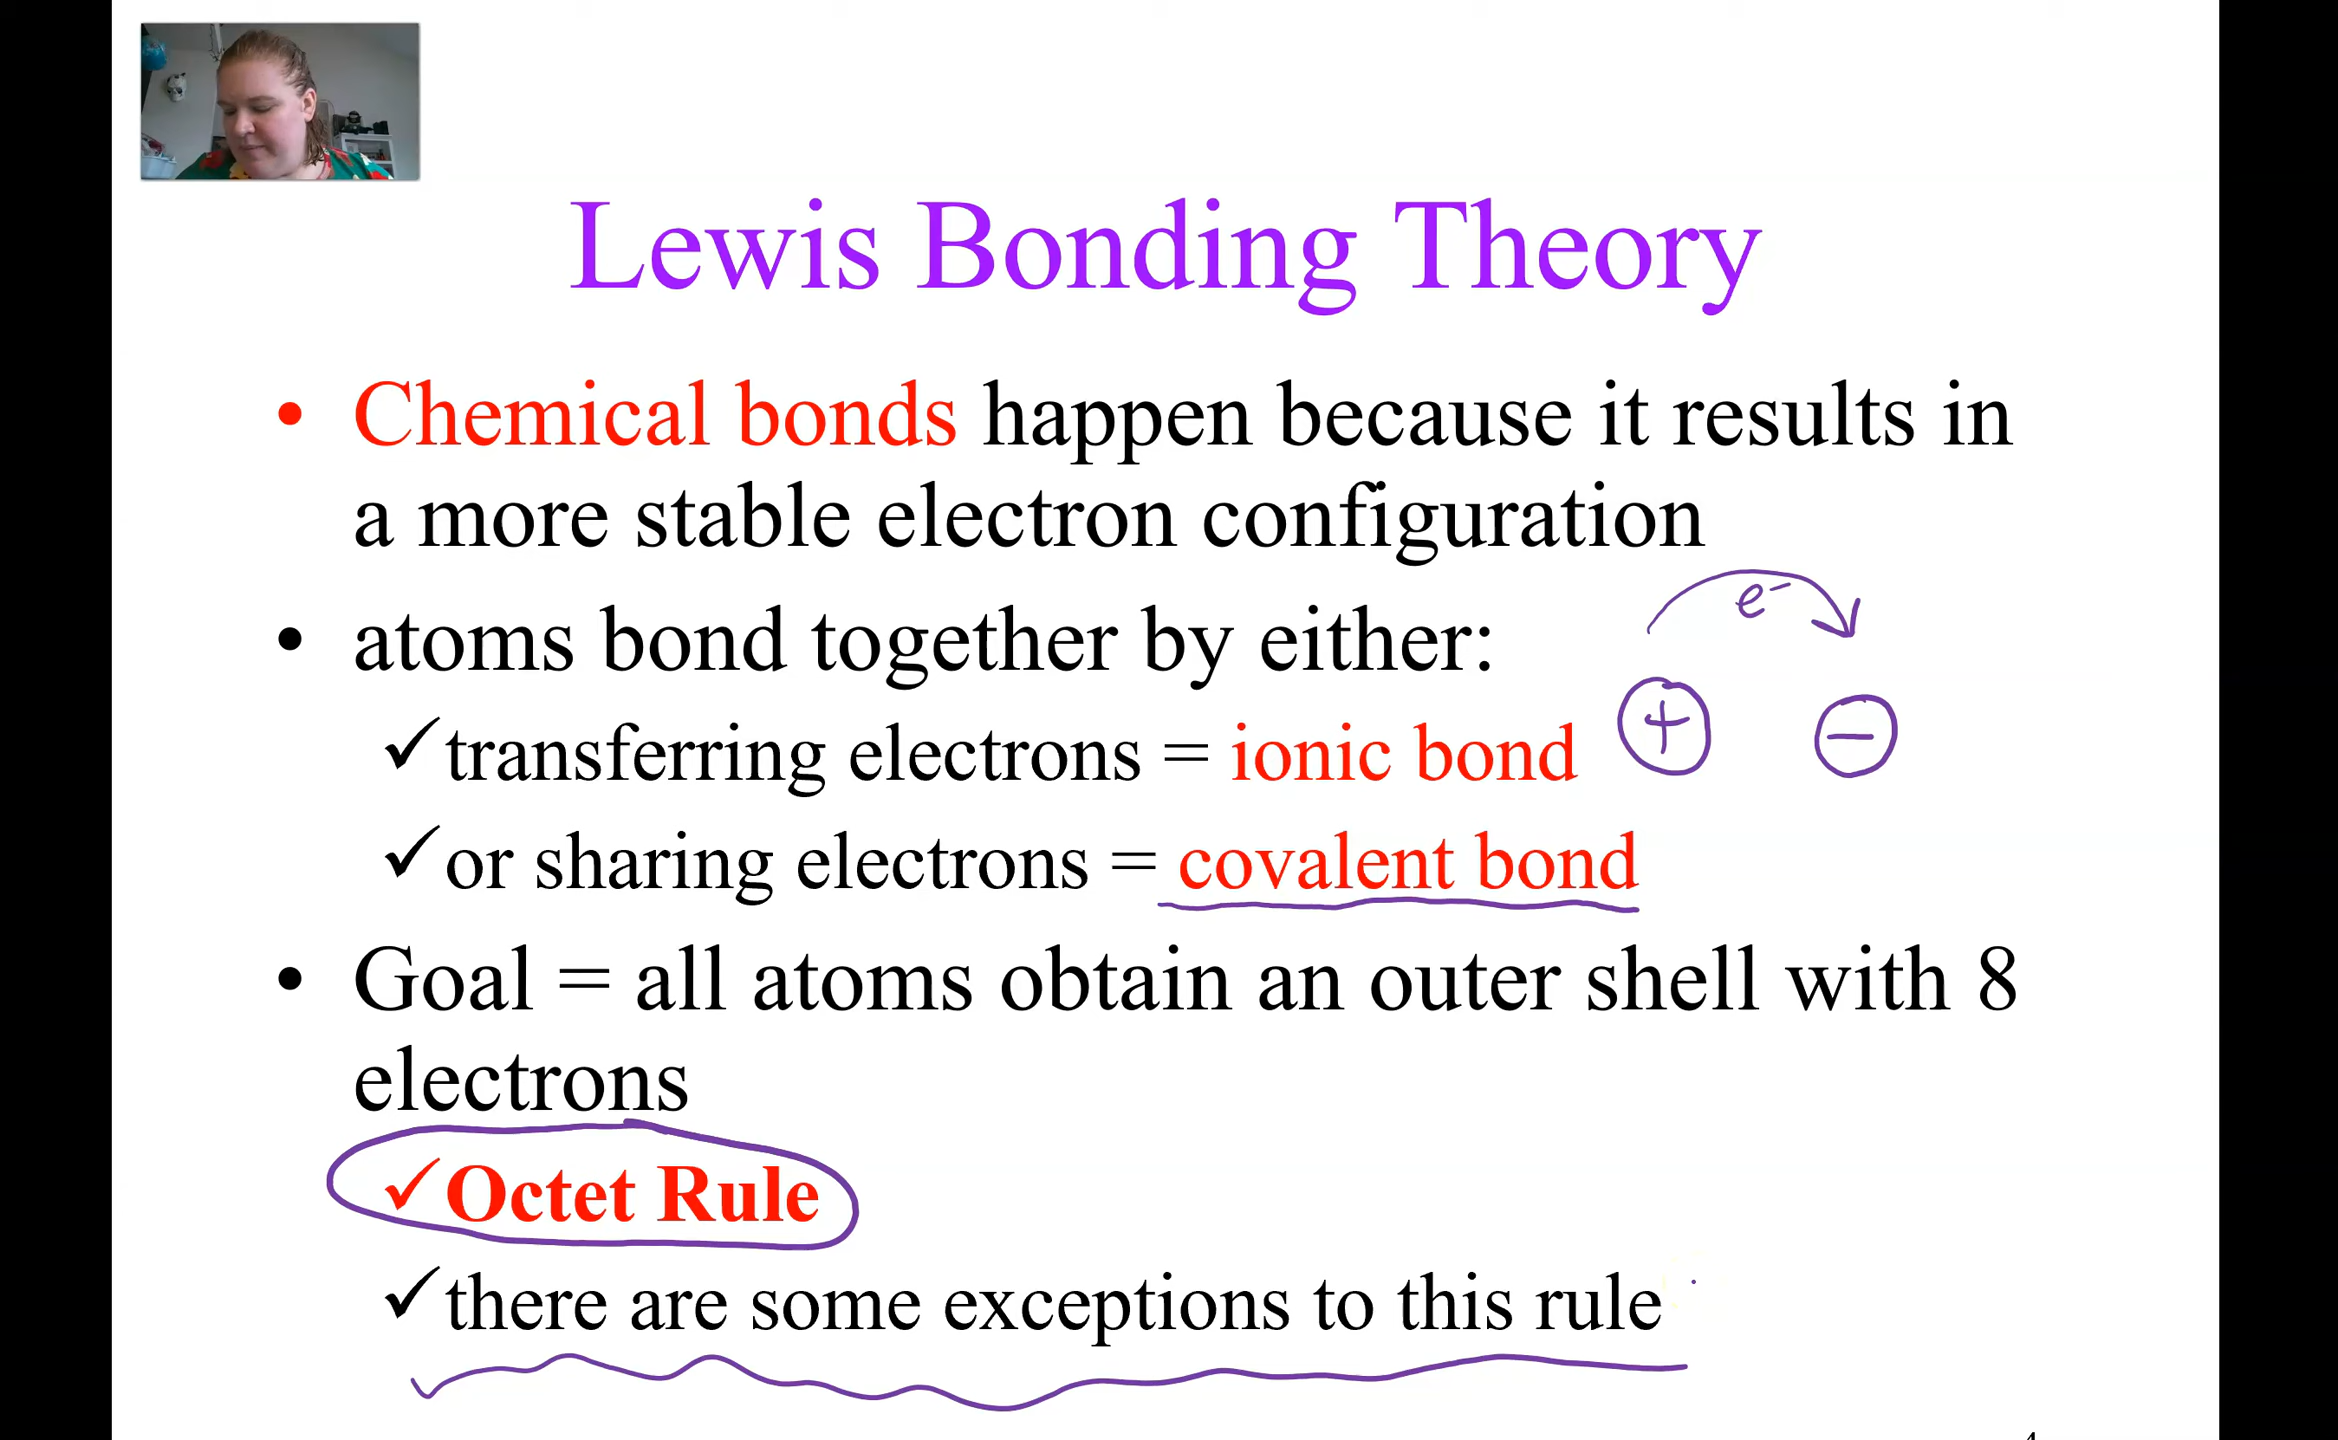 Lewis Bonding Theory
• Chemical bonds happen because it results in
a more stable electron configuration
e⁻
• atoms bond together by either:
✓transferring electrons = ionic bond + −
✓or sharing electrons = covalent bond
• Goal = all atoms obtain an outer shell with 8
electrons
✓Octet Rule
✓there are some exceptions to this rule